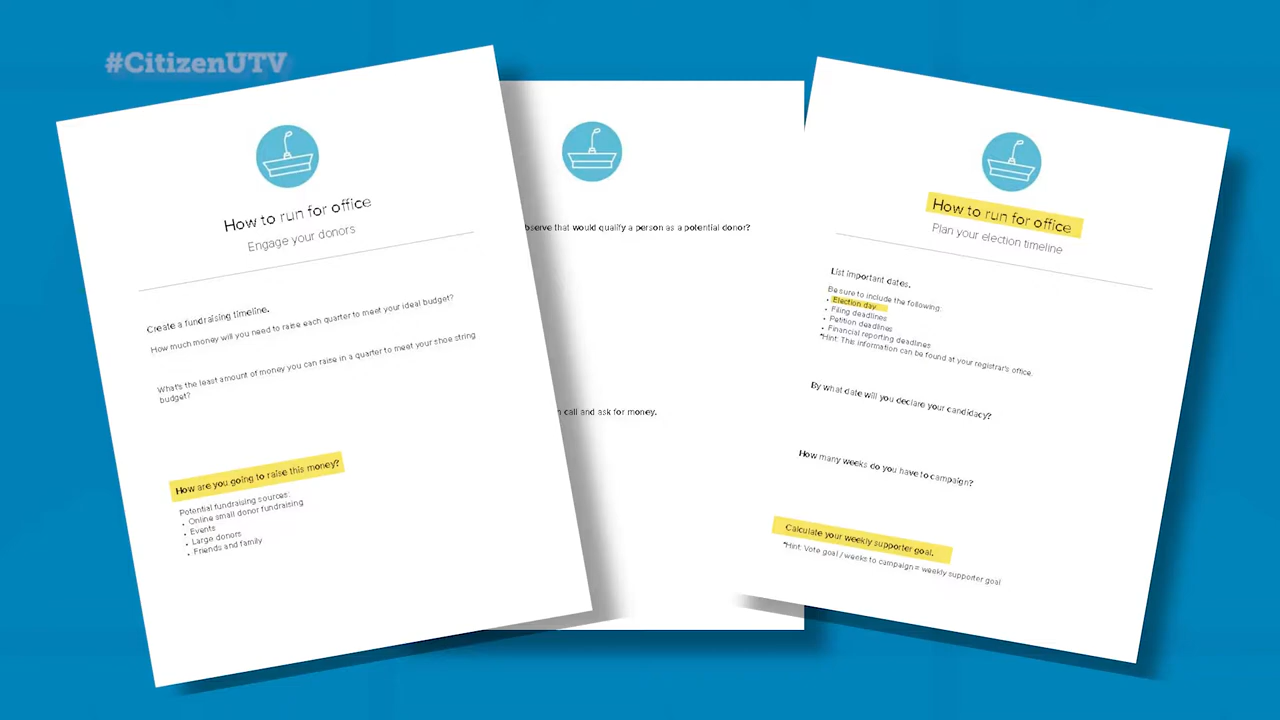 #CitizenUTV
How to run for office
Engage your donors
Create a fundraising timeline.
How much money will you need to raise each quarter to meet your ideal budget?
What's the least amount of money you can raise in a quarter to meet your shoe string
budget?
How are you going to raise this money?
Potential fundraising sources:
• Online small donor fundraising
• Events
• Large donors
• Friends and family
that would qualify a person as a potential donor?
call and ask for money.
How to run for office
Plan your election timeline
List important dates.
Be sure to include the following:
• Election day
• Filing deadlines
• Petition deadlines
• Financial reporting deadlines
*Hint: This information can be found at your registrar's office.
By what date will you declare your candidacy?
How many weeks do you have to campaign?
Calculate your weekly supporter goal.
*Hint: Vote goal / weeks to campaign = weekly supporter goal